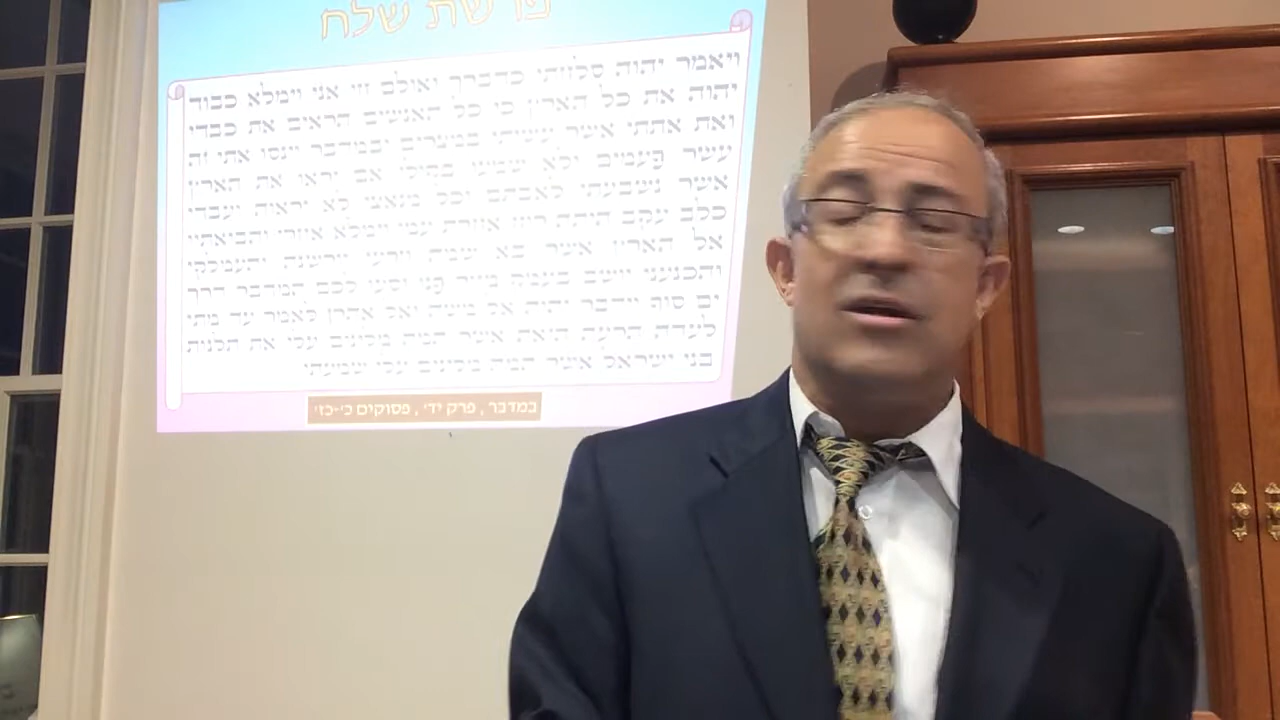 פרשת שלח
ויאמר יהוה סלחתי כדברך ואולם חי אני וימלא כבוד
יהוה את כל הארץ כי כל האנשים הראים את כבדי
ואת אתתי אשר עשיתי במצרים ובמדבר וינסו אתי זה
עשר פעמים ולא שמעו בקולי אם יראו את הארץ
אשר נשבעתי לאבתם וכל מנאצי לא יראוה ועבדי
כלב עקב היתה רוח אחרת עמו וימלא אחרי והביאתיו
אל הארץ אשר בא שמה וזרעו יורשנה והעמלקי
והכנעני יושב בעמק מחר פנו וסעו לכם המדבר דרך
ים סוף וידבר יהוה אל משה ואל אהרן לאמר עד מתי
לעדה הרעה הזאת אשר המה מלינים עלי את תלנות
בני ישראל אשר המה מלינים עלי שמעתי
במדבר , פרק יד' , פסוקים כ'-כז'